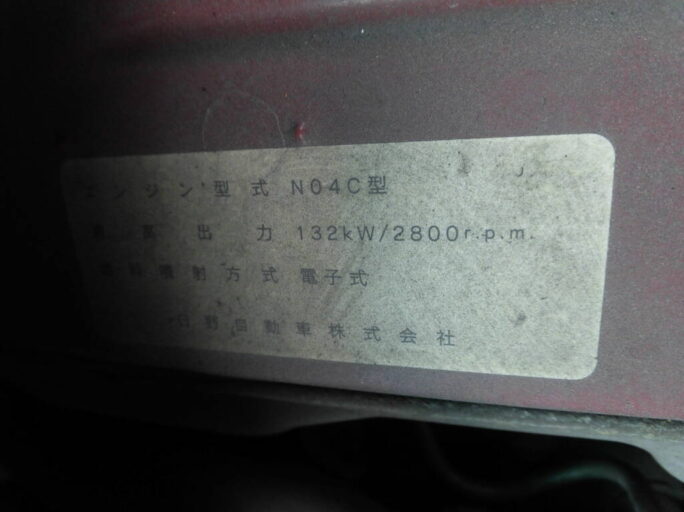 エンジン型式 N04C型
最高出力 132kW/2800r.p.m.
燃料噴射方式 電子式
日野自動車株式会社